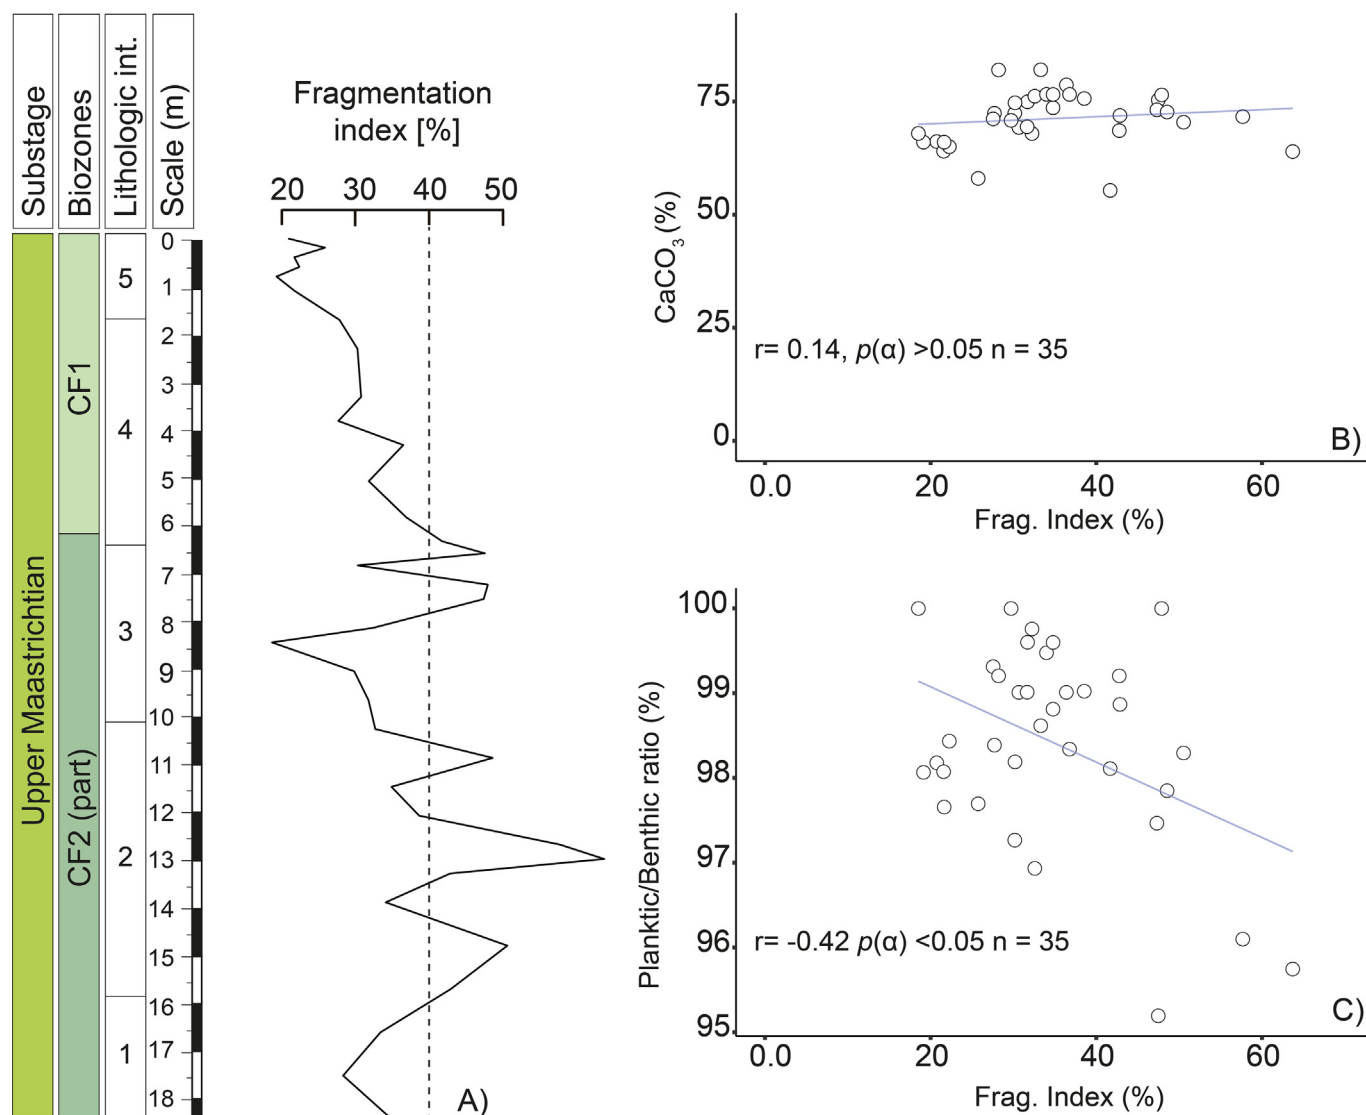 Substage
Biozones
Lithologic int.
Scale (m)
Fragmentation
index [%]
20 30 40 50
Upper Maastrichtian
CF1
CF2 (part)
5
4
3
2
1
0
1
2
3
4
5
6
7
8
9
10
11
12
13
14
15
16
17
18
A)
CaCO3 (%)
75
50
25
0
r= 0.14, p(α) >0.05 n = 35
B)
0.0 20 40 60
Frag. Index (%)
Planktic/Benthic ratio (%)
100
99
98
97
96
95
r= -0.42 p(α) <0.05 n = 35
C)
0.0 20 40 60
Frag. Index (%)